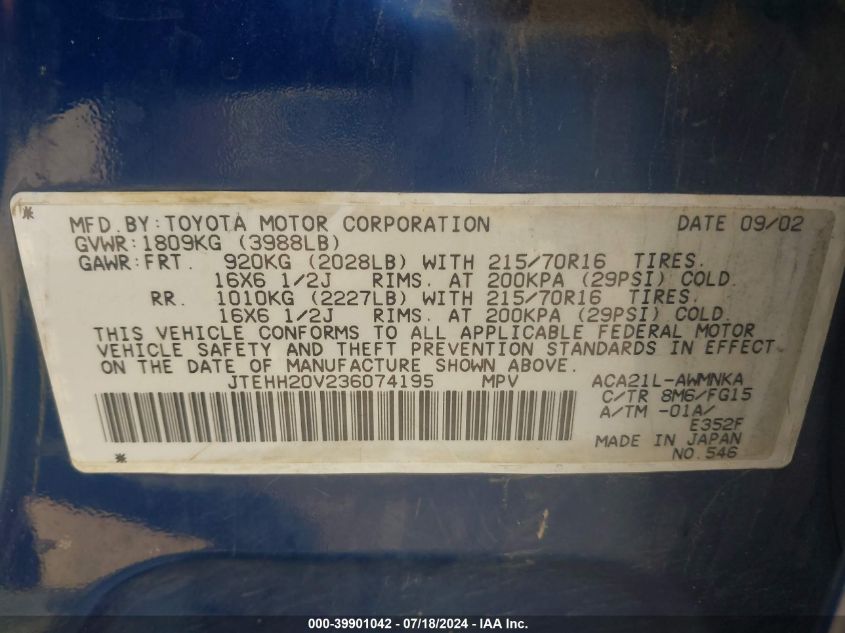 MFD.BY:TOYOTA MOTOR CORPORATION DATE 09/02
GVWR:1809KG (3988LB)
GAWR:FRT. 920KG (2028LB) WITH 215/70R16 TIRES.
16X6 1/2J RIMS. AT 200KPA (29PSI) COLD.
RR. 1010KG (2227LB) WITH 215/70R16 TIRES.
16X6 1/2J RIMS. AT 200KPA (29PSI) COLD.
THIS VEHICLE CONFORMS TO ALL APPLICABLE FEDERAL MOTOR
VEHICLE SAFETY AND THEFT PREVENTION STANDARDS IN EFFECT
ON THE DATE OF MANUFACTURE SHOWN ABOVE.
JTEHH20V236074195 MPV ACA21L-AWMNKA
C/TR 8M6/FG15
A/TM -01A/
E352F
MADE IN JAPAN
NO.546
000-39901042 - 07/18/2024 - IAA Inc.